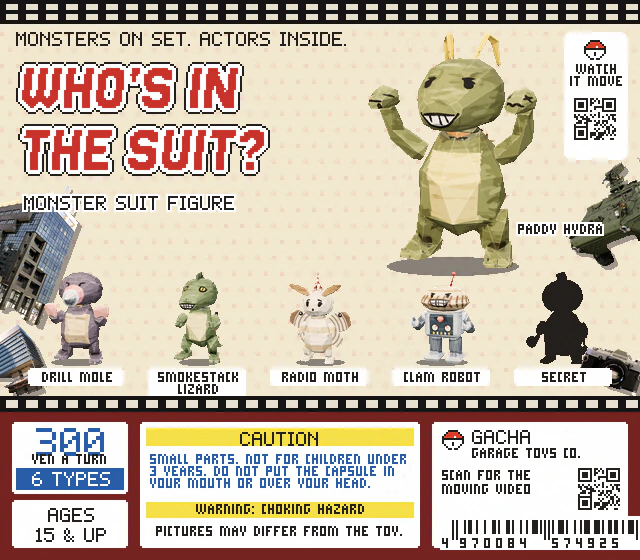 MONSTERS ON SET. ACTORS INSIDE.
WHO'S IN
THE SUIT?
MONSTER SUIT FIGURE
WATCH
IT MOVE
PADDY HYDRA
DRILL MOLE
SMOKESTACK
LIZARD
RADIO MOTH
CLAM ROBOT
SECRET
300
YEN A TURN
6 TYPES
AGES
15 & UP
CAUTION
SMALL PARTS. NOT FOR CHILDREN UNDER
3 YEARS. DO NOT PUT THE CAPSULE IN
YOUR MOUTH OR OVER YOUR HEAD.
WARNING: CHOKING HAZARD
PICTURES MAY DIFFER FROM THE TOY.
GACHA
GARAGE TOYS CO.
SCAN FOR THE
MOVING VIDEO
4 970084 574925